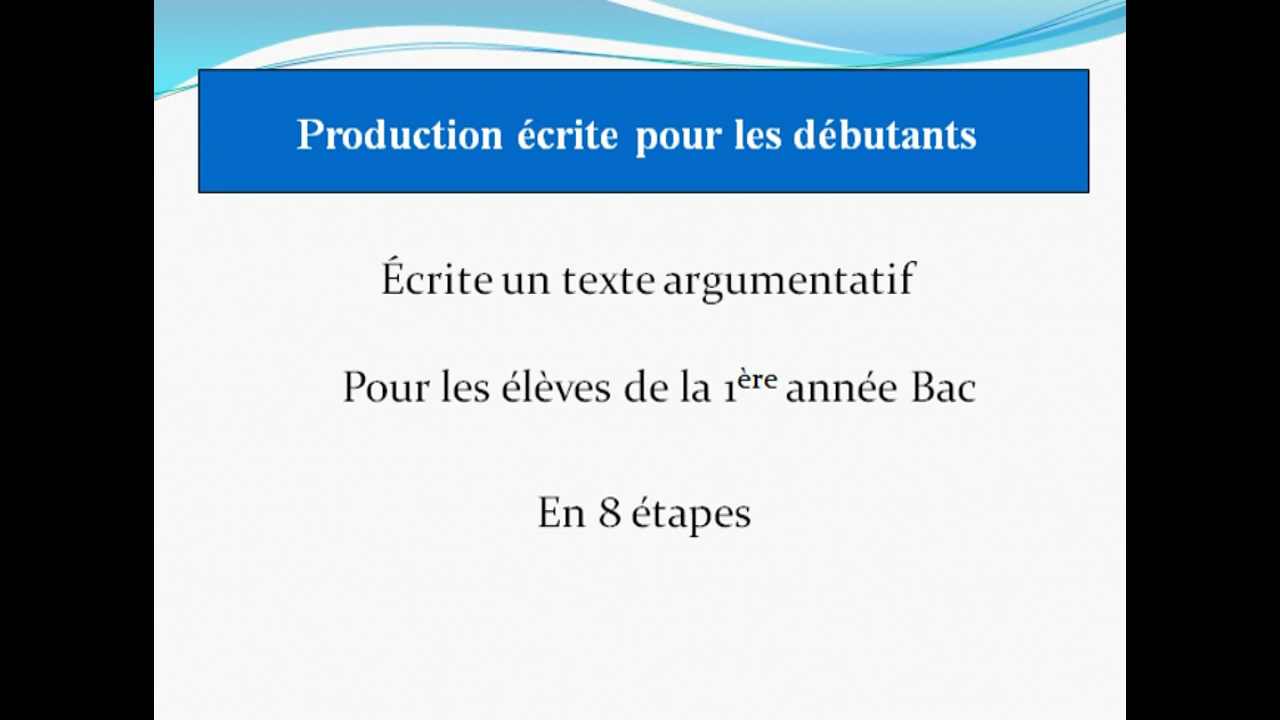 Production écrite pour les débutants
Écrite un texte argumentatif
Pour les élèves de la 1ère année Bac
En 8 étapes